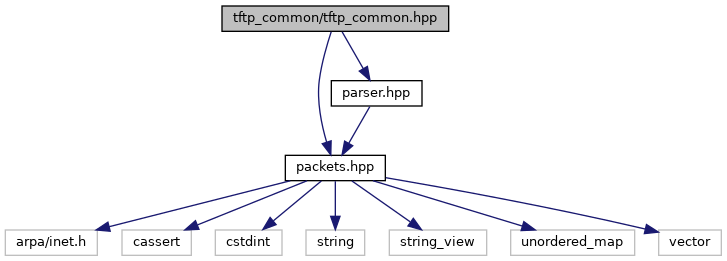 tftp_common/tftp_common.hpp
parser.hpp
packets.hpp
arpa/inet.h
cassert
cstdint
string
string_view
unordered_map
vector